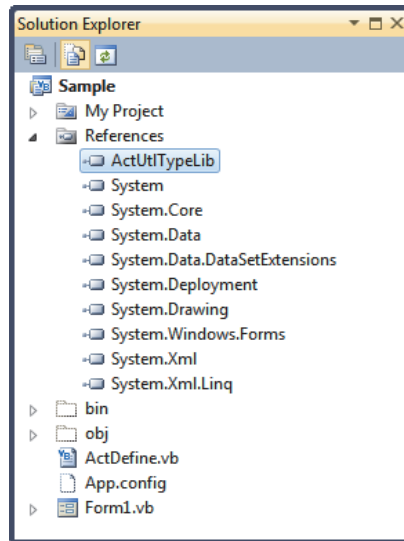 Solution Explorer
Sample
My Project
References
ActUtlTypeLib
System
System.Core
System.Data
System.Data.DataSetExtensions
System.Deployment
System.Drawing
System.Windows.Forms
System.Xml
System.Xml.Linq
bin
obj
ActDefine.vb
App.config
Form1.vb